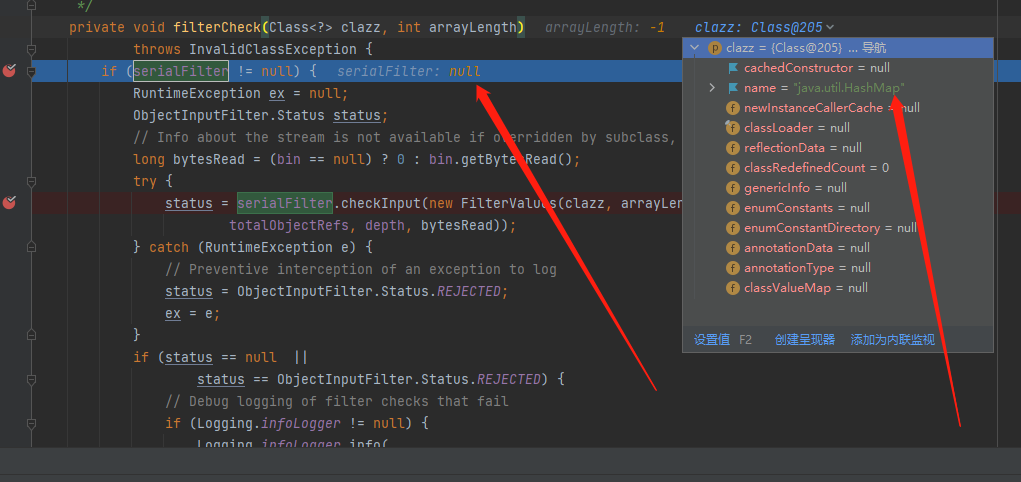 */
private void filterCheck(Class<?> clazz, int arrayLength) arrayLength: -1 clazz: Class@205
throws InvalidClassException {
if (serialFilter != null) { serialFilter: null
RuntimeException ex = null;
ObjectInputFilter.Status status;
// Info about the stream is not available if overridden by subclass,
long bytesRead = (bin == null) ? 0 : bin.getBytesRead();
try {
status = serialFilter.checkInput(new FilterValues(clazz, arrayLen
totalObjectRefs, depth, bytesRead));
} catch (RuntimeException e) {
// Preventive interception of an exception to log
status = ObjectInputFilter.Status.REJECTED;
ex = e;
}
if (status == null ||
status == ObjectInputFilter.Status.REJECTED) {
// Debug logging of filter checks that fail
if (Logging.infoLogger != null) {
Logging.infoLogger.info(
p clazz = {Class@205} ... 导航
cachedConstructor = null
name = "java.util.HashMap"
f newInstanceCallerCache = null
f classLoader = null
f reflectionData = null
f classRedefinedCount = 0
f genericInfo = null
f enumConstants = null
f enumConstantDirectory = null
f annotationData = null
f annotationType = null
f classValueMap = null
设置值 F2 创建呈现器 添加为内联监视